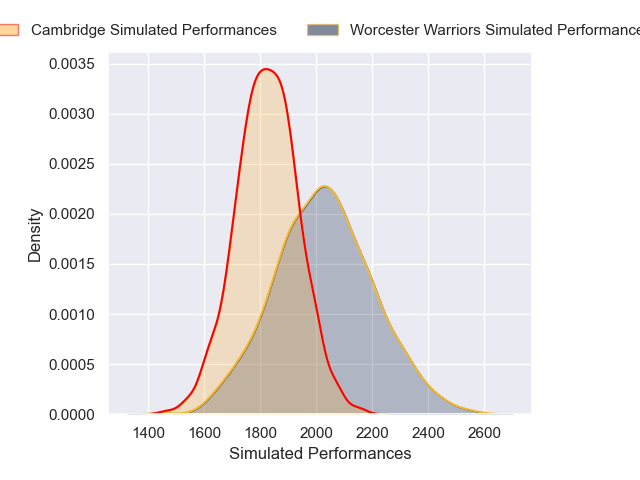 Cambridge Simulated Performances
Worcester Warriors Simulated Performance
0.0035
0.0030
0.0025
0.0020
0.0015
0.0010
0.0005
0.0000
Density
1400 1600 1800 2000 2200 2400 2600
Simulated Performances